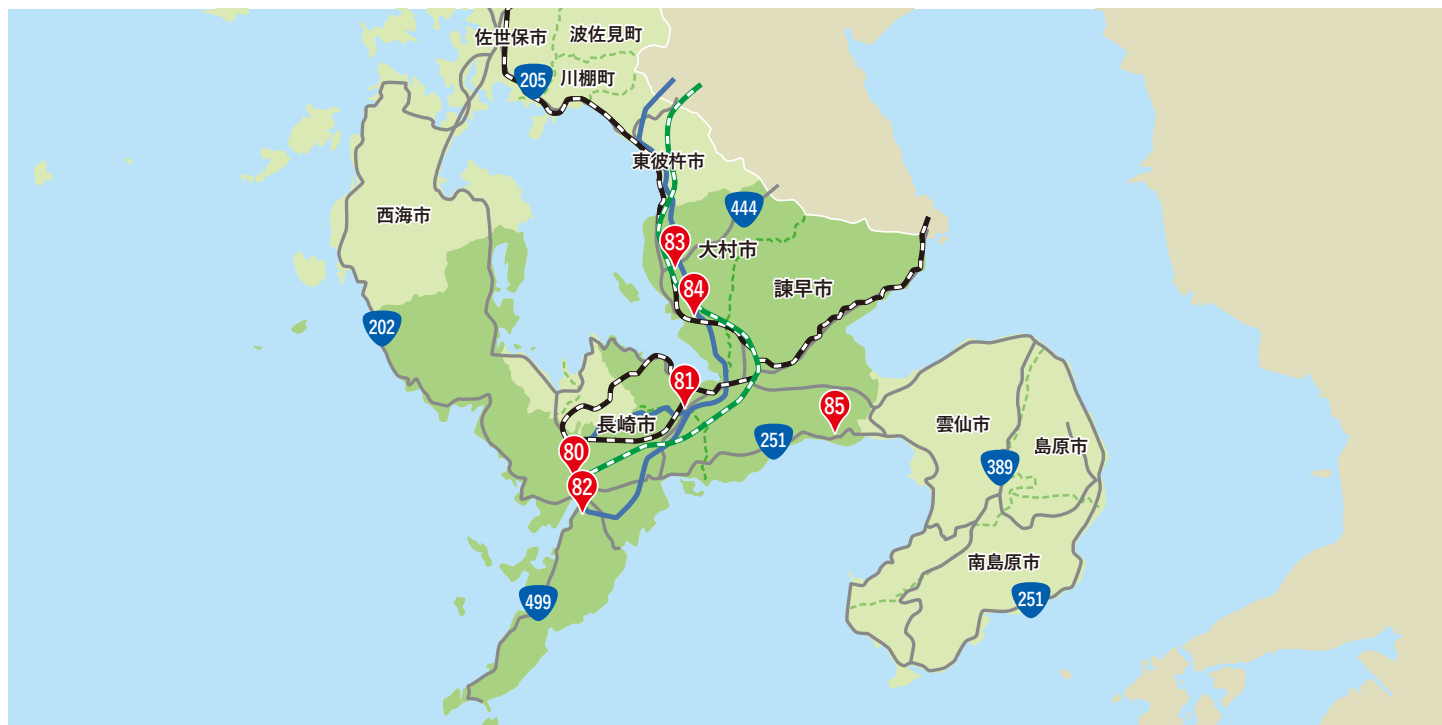 佐世保市
波佐見町
205
川棚町
東彼杵市
444
西海市
83
大村市
84
諫早市
202
81
85
長崎市
雲仙市
251
島原市
80
389
82
南島原市
499
251